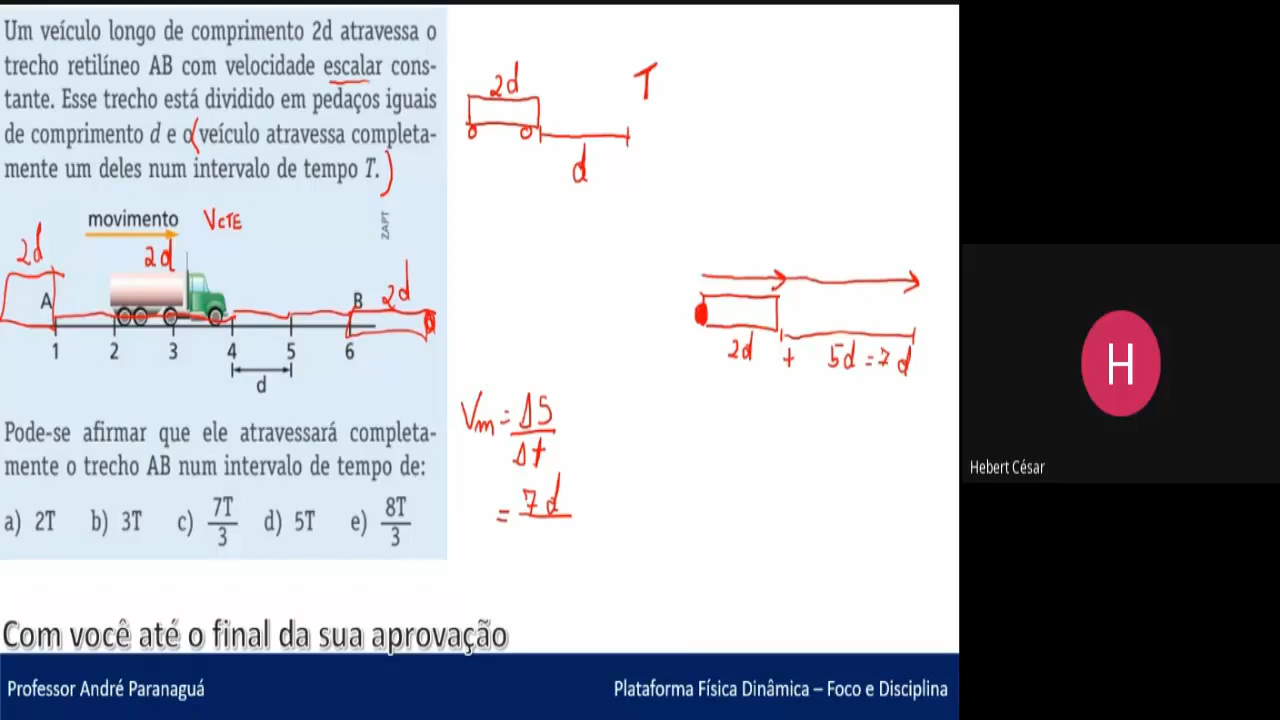 Um veículo longo de comprimento 2d atravessa o
trecho retilíneo AB com velocidade escalar cons-
tante. Esse trecho está dividido em pedaços iguais
de comprimento d e o (veículo atravessa completa-
mente um deles num intervalo de tempo T.)
movimento VCTE
ZAPT
2d
2d
2d
A
B
1 2 3 4 5 6
d
Pode-se afirmar que ele atravessará completa-
mente o trecho AB num intervalo de tempo de:
a) 2T b) 3T c) 7T/3 d) 5T e) 8T/3
2d
T
d
2d + 5d = 7d
Vm = ΔS/Δt
= 7d
H
Hebert César
Com você até o final da sua aprovação
Professor André Paranaguá
Plataforma Física Dinâmica – Foco e Disciplina